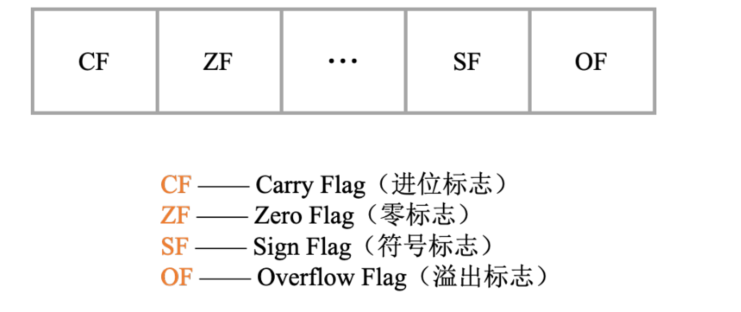 CF ZF ··· SF OF
CF —— Carry Flag（进位标志）
ZF —— Zero Flag（零标志）
SF —— Sign Flag（符号标志）
OF —— Overflow Flag（溢出标志）